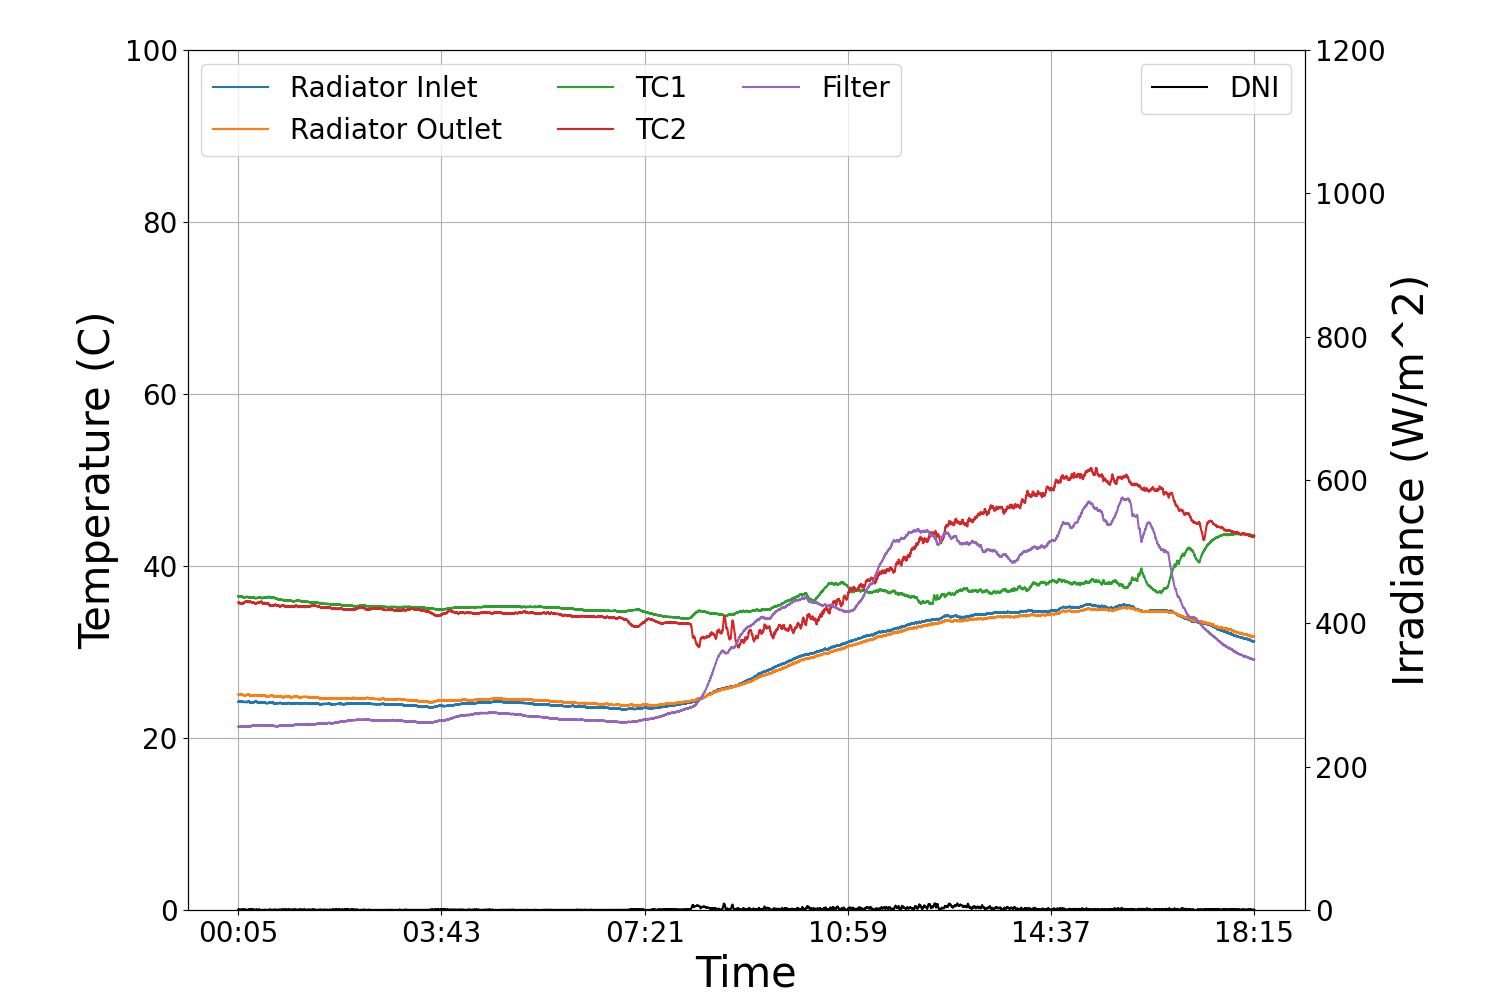 Radiator Inlet
Radiator Outlet
TC1
TC2
Filter
DNI
100
80
60
40
20
0
Temperature (C)
1200
1000
800
600
400
200
0
Irradiance (W/m^2)
00:05 03:43 07:21 10:59 14:37 18:15
Time